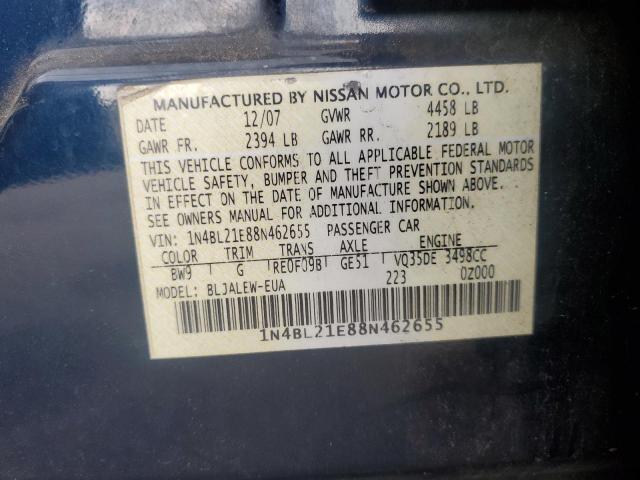 MANUFACTURED BY NISSAN MOTOR CO., LTD.
DATE 12/07 GVWR 4458 LB
GAWR FR. 2394 LB GAWR RR. 2189 LB
THIS VEHICLE CONFORMS TO ALL APPLICABLE FEDERAL MOTOR
VEHICLE SAFETY, BUMPER AND THEFT PREVENTION STANDARDS
IN EFFECT ON THE DATE OF MANUFACTURE SHOWN ABOVE.
SEE OWNERS MANUAL FOR ADDITIONAL INFORMATION.
VIN: 1N4BL21E88N462655 PASSENGER CAR
COLOR TRIM TRANS AXLE ENGINE
BW9 G RE0F09B GE51 VQ35DE 3498CC
MODEL: BLJALEW-EUA 223 0Z000
1N4BL21E88N462655